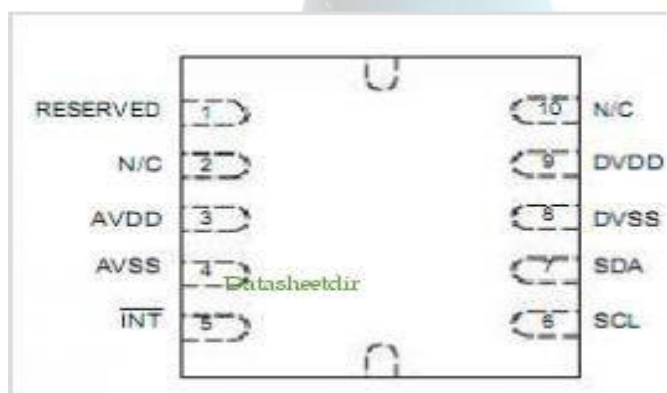 RESERVED 1 10 N/C
N/C 2 9 DVDD
AVDD 3 8 DVSS
AVSS 4 7 SDA
Datasheetdir
INT 5 6 SCL